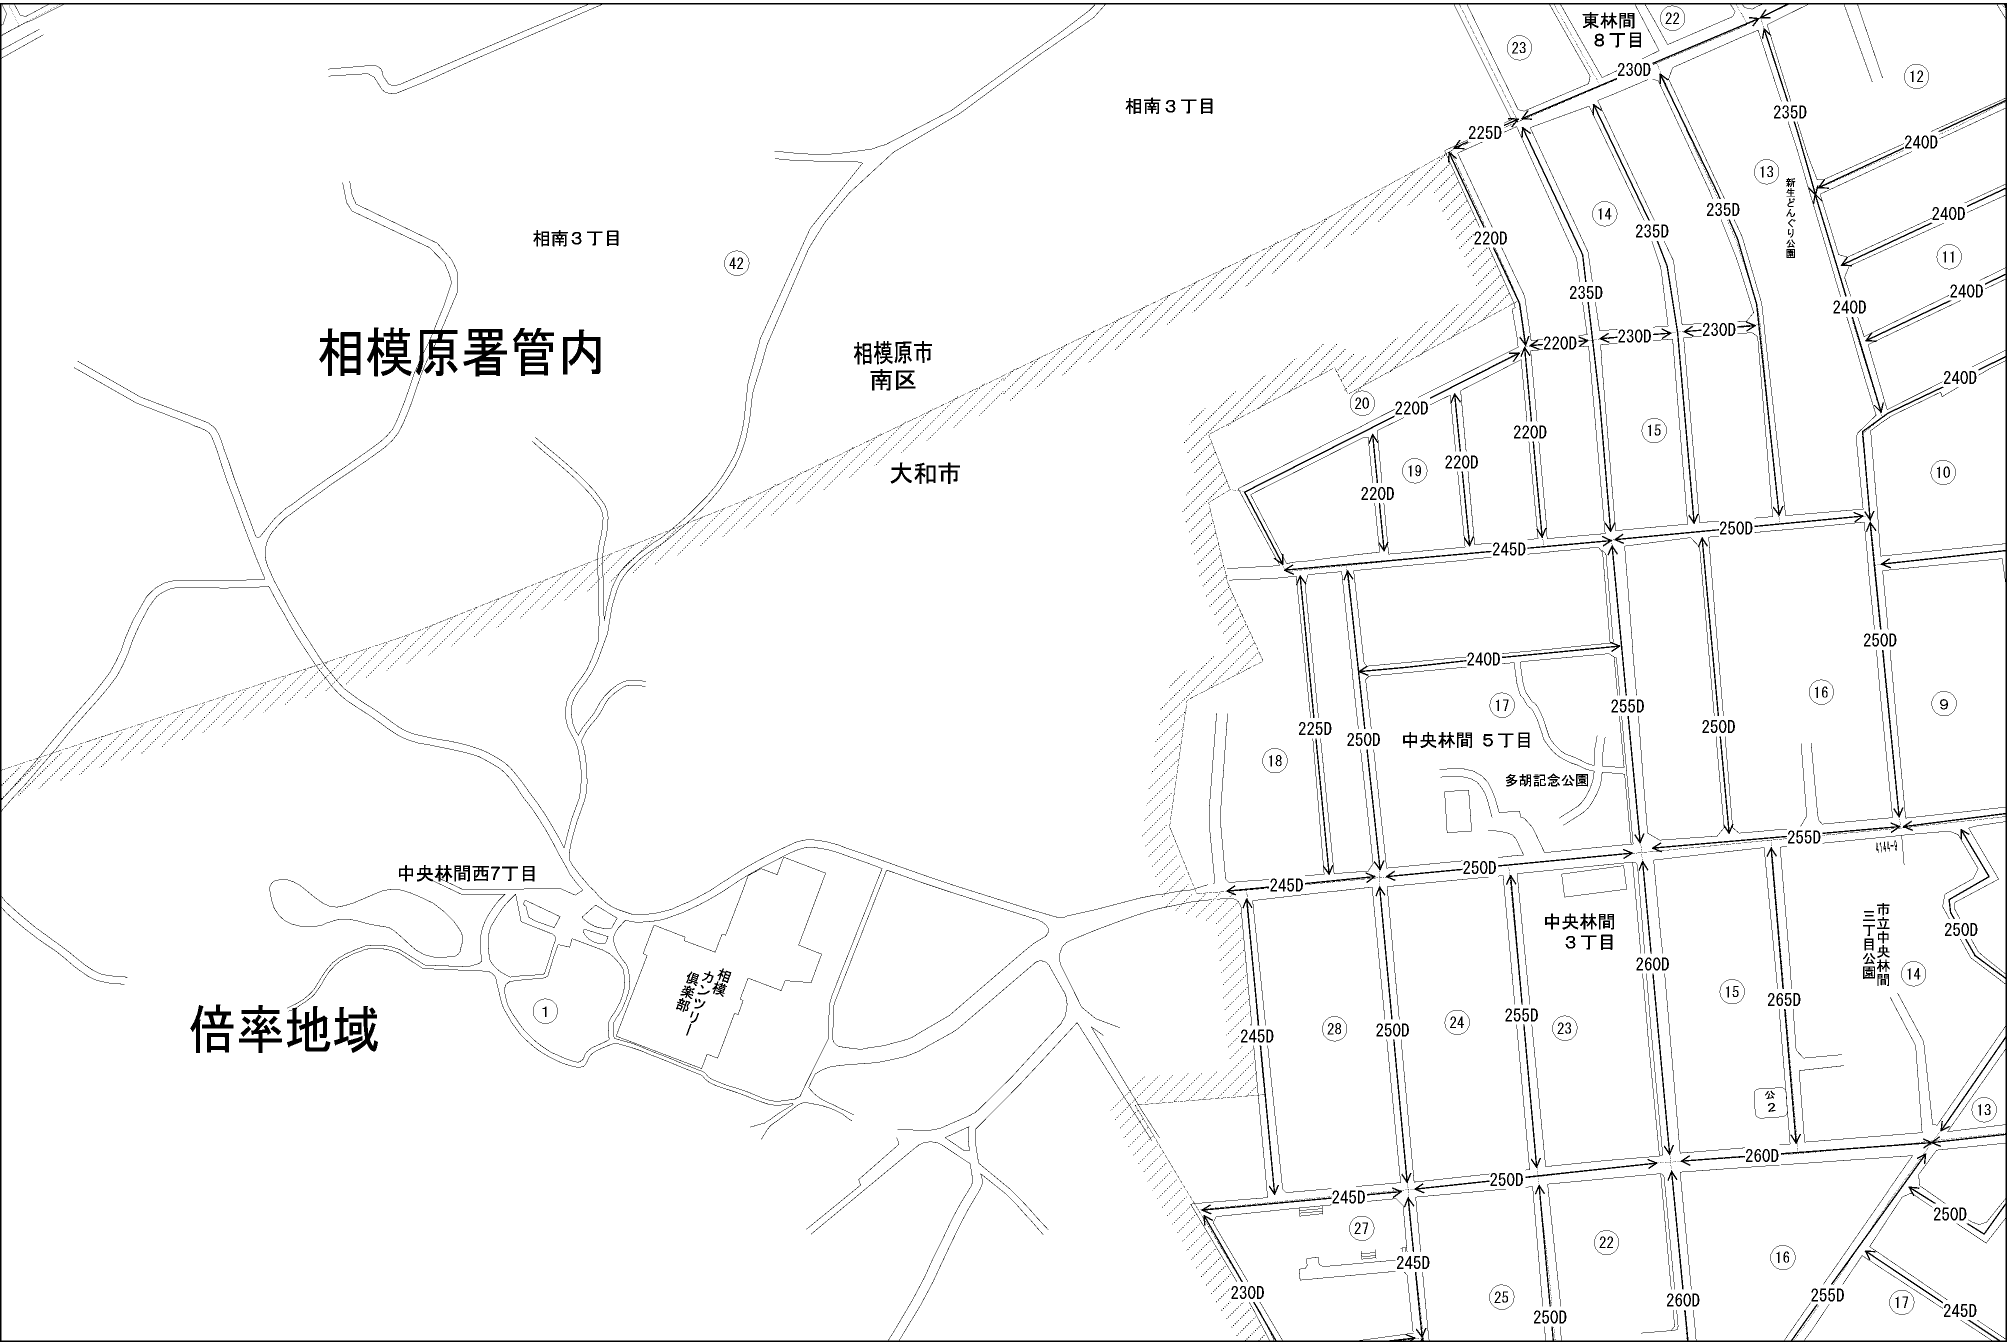 東林間
８丁目
22
23
230D
12
相南３丁目
235D
225D
240D
13
新生どんぐり公園
14
235D
235D
240D
220D
相南３丁目
42
11
235D
240D
240D
相模原署管内
相模原市
南区
220D
230D
230D
240D
20
220D
220D
15
19
220D
220D
10
大和市
245D
250D
240D
250D
17
16
9
225D
250D
255D
250D
中央林間 ５丁目
18
多胡記念公園
255D
4144-9
中央林間西7丁目
245D
250D
中央林間
３丁目
市立中央林間
三丁目公園
250D
260D
14
相模
カンツリー
倶楽部
15
265D
1
倍率地域
245D
28
250D
24
255D
23
公
2
13
260D
245D
250D
250D
27
22
16
245D
230D
25
250D
260D
255D
17
245D